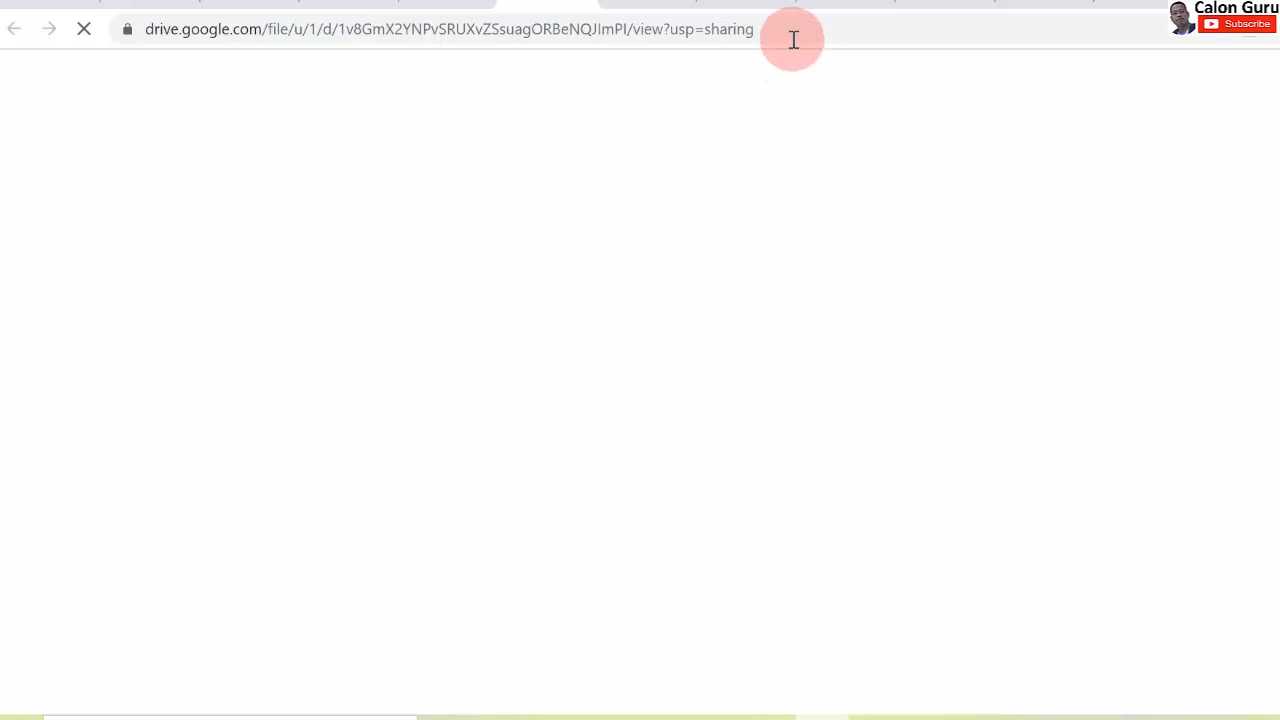 Calon Guru
drive.google.com/file/u/1/d/1v8GmX2YNPvSRUXvZSsuagORBeNQJImPI/view?usp=sharing
Subscribe